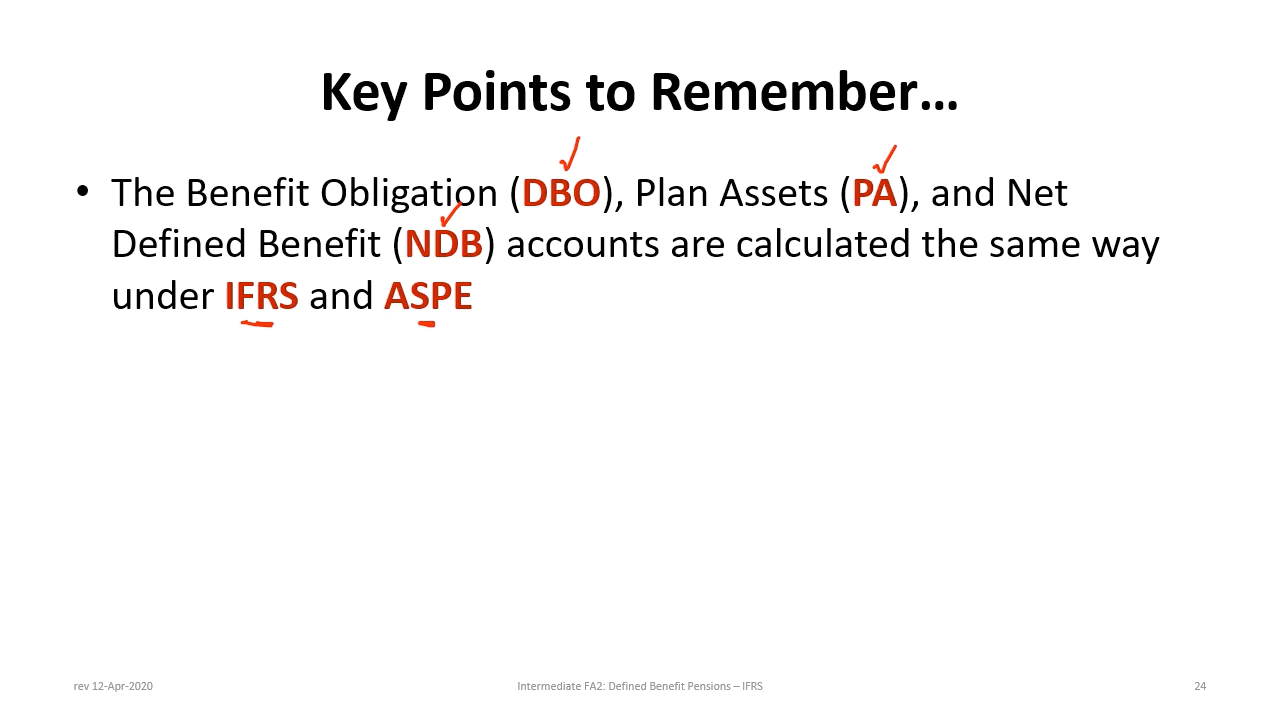 Key Points to Remember…
• The Benefit Obligation (DBO), Plan Assets (PA), and Net
Defined Benefit (NDB) accounts are calculated the same way
under IFRS and ASPE
rev 12-Apr-2020
Intermediate FA2: Defined Benefit Pensions – IFRS
24